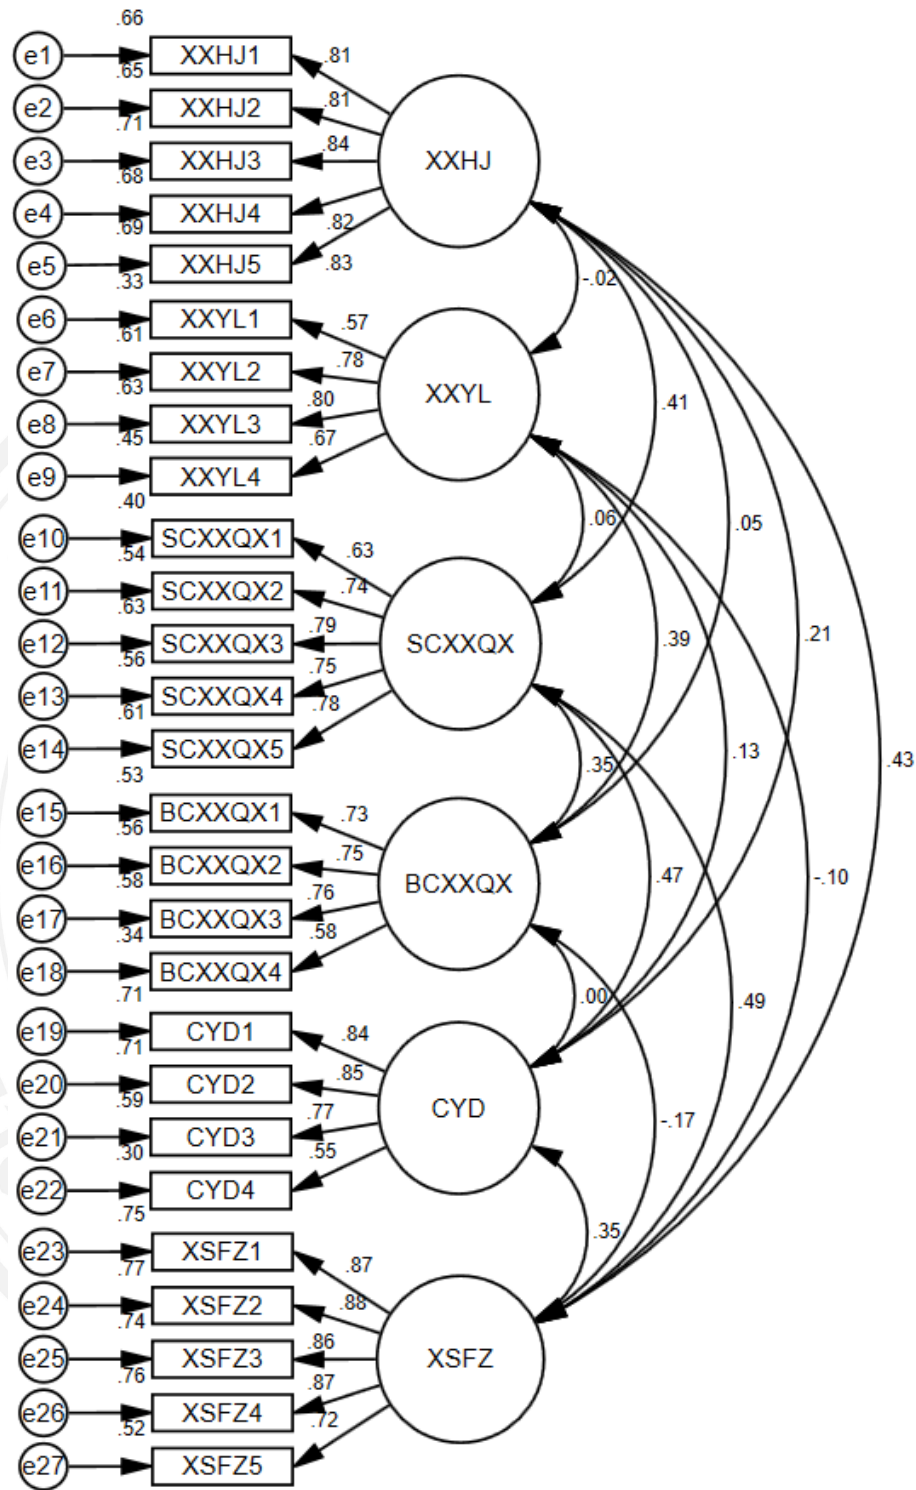 .66
e1 XXHJ1 .81
.65
e2 XXHJ2 .81
.71
e3 XXHJ3 .84 XXHJ
.68
e4 XXHJ4 .82
.69
e5 XXHJ5 .83
.33
-.02
e6 XXYL1 .57
.61
e7 XXYL2 .78
.63
e8 XXYL3 .80 XXYL .41
.45
e9 XXYL4 .67
.40
e10 SCXXQX1 .63 .06 .05
.54
e11 SCXXQX2 .74
.63
e12 SCXXQX3 .79 SCXXQX .39 .21
.56
e13 SCXXQX4 .75
.61
e14 SCXXQX5 .78
.53
.35 .13 .43
e15 BCXXQX1 .73
.56
e16 BCXXQX2 .75
.58
e17 BCXXQX3 .76 BCXXQX .47 -.10
.34
e18 BCXXQX4 .58
.71
.00 .49
e19 CYD1 .84
.71
e20 CYD2 .85
.59
e21 CYD3 .77 CYD -.17
.30
e22 CYD4 .55
.75
.35
e23 XSFZ1 .87
.77
e24 XSFZ2 .88
.74
e25 XSFZ3 .86 XSFZ
.76
e26 XSFZ4 .87
.52
e27 XSFZ5 .72